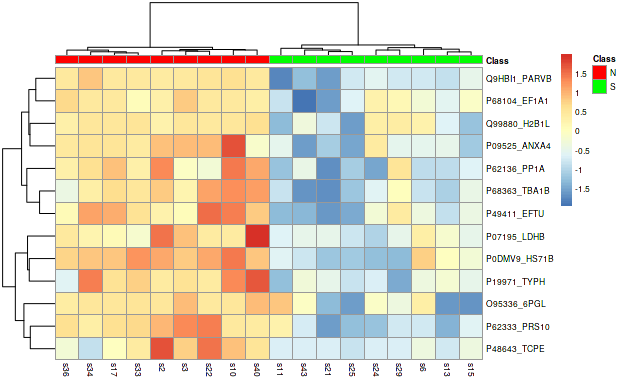 Class
Q9HBI1_PARVB
P68104_EF1A1
Q99880_H2B1L
P09525_ANXA4
P62136_PP1A
P68363_TBA1B
P49411_EFTU
P07195_LDHB
P0DMV9_HS71B
P19971_TYPH
O95336_6PGL
P62333_PRS10
P48643_TCPE
s36 s34 s17 s33 s2 s3 s22 s10 s40 s11 s43 s21 s25 s24 s29 s6 s13 s15
1.5
1
0.5
0
-0.5
-1
-1.5
Class
N
S